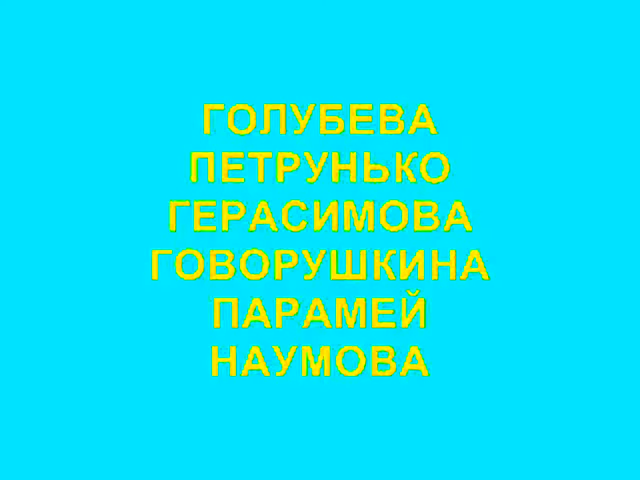 ГОЛУБЕВА
ПЕТРУНЬКО
ГЕРАСИМОВА
ГОВОРУШКИНА
ПАРАМЕЙ
НАУМОВА